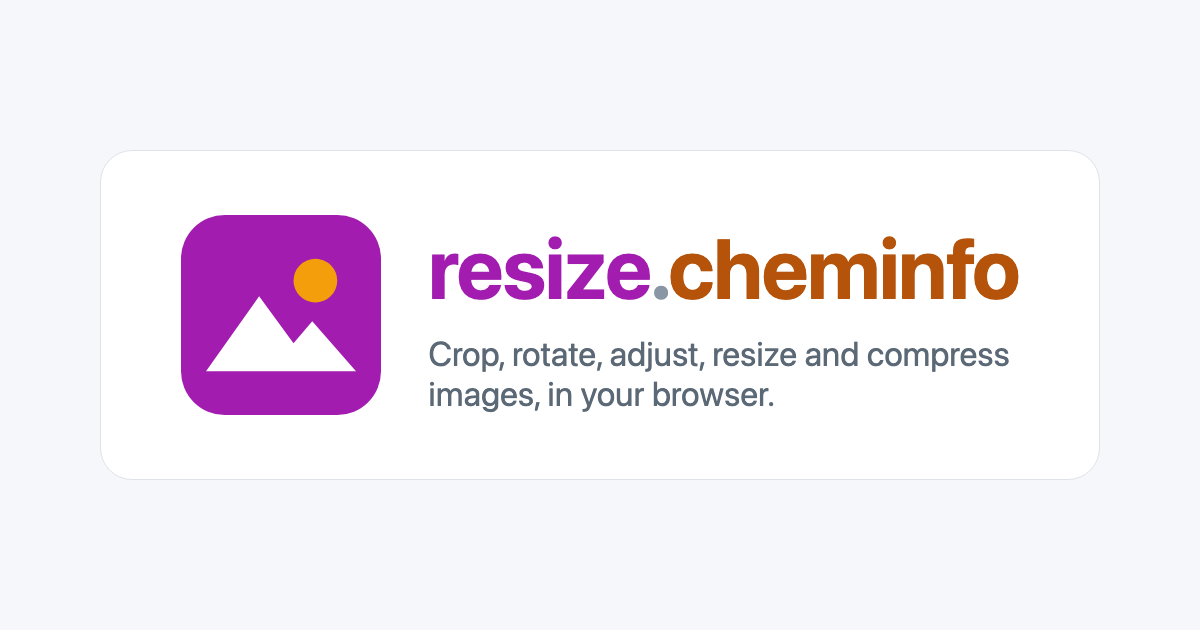 resize.cheminfo
Crop, rotate, adjust, resize and compress
images, in your browser.